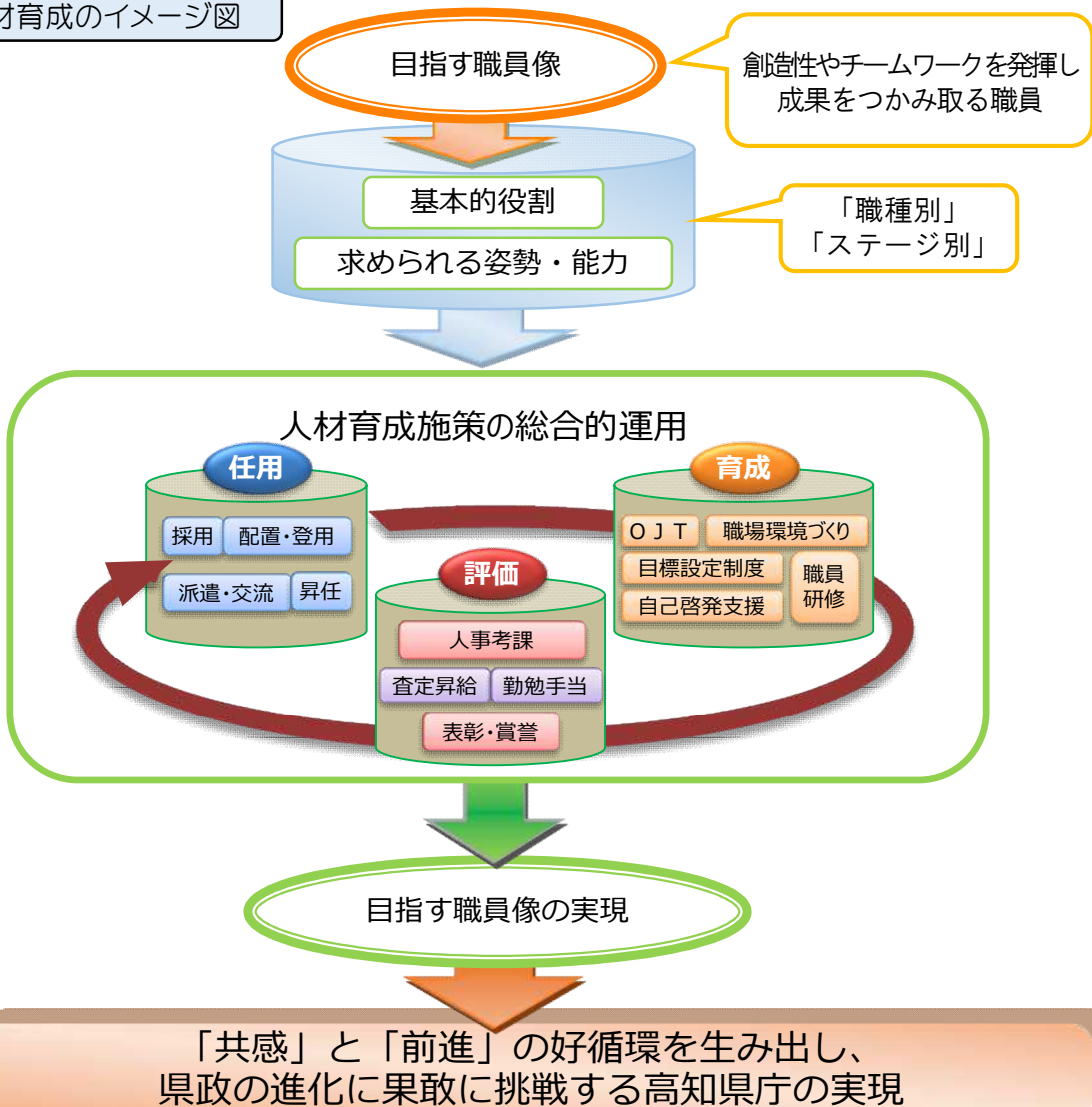 材育成のイメージ図
目指す職員像
創造性やチームワークを発揮し
成果をつかみ取る職員
基本的役割
求められる姿勢・能力
「職種別」
「ステージ別」
人材育成施策の総合的運用
任用
採用
配置・登用
派遣・交流
昇任
評価
人事考課
査定昇給
勤勉手当
表彰・賞誉
育成
ＯＪＴ
職場環境づくり
目標設定制度
自己啓発支援
職員
研修
目指す職員像の実現
「共感」と「前進」の好循環を生み出し、
県政の進化に果敢に挑戦する高知県庁の実現